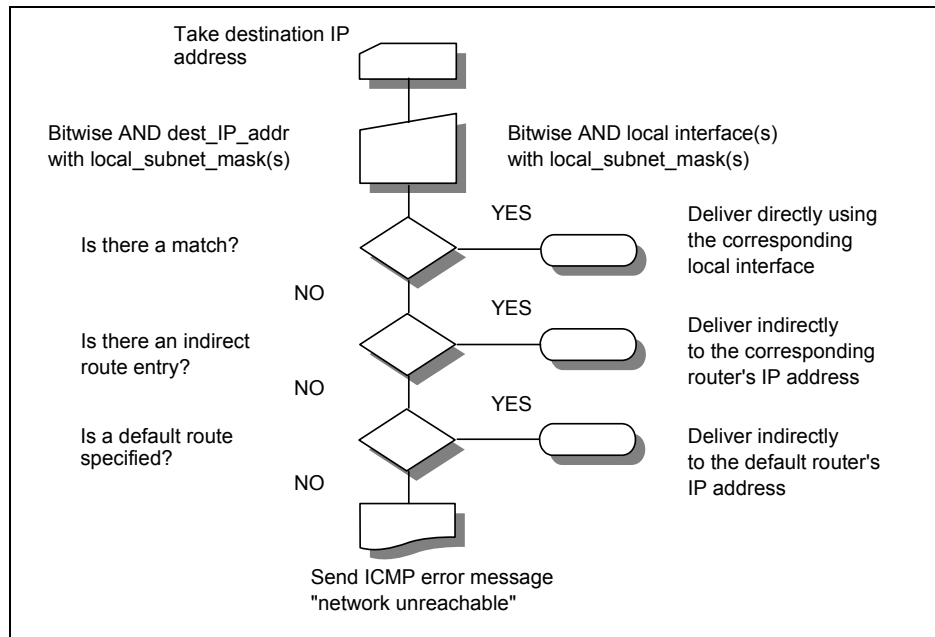 Take destination IP
address
Bitwise AND dest_IP_addr
with local_subnet_mask(s)
Bitwise AND local interface(s)
with local_subnet_mask(s)
Is there a match?
YES
Deliver directly using
the corresponding
local interface
NO
Is there an indirect
route entry?
YES
Deliver indirectly
to the corresponding
router's IP address
NO
Is a default route
specified?
YES
Deliver indirectly
to the default router's
IP address
NO
Send ICMP error message
"network unreachable"